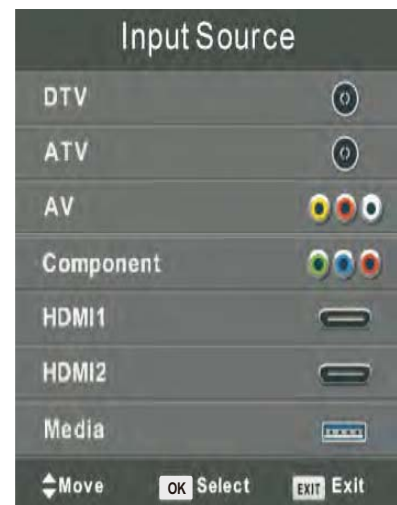 Input Source
DTV
ATV
AV
Component
HDMI1
HDMI2
Media
Move OK Select EXIT Exit